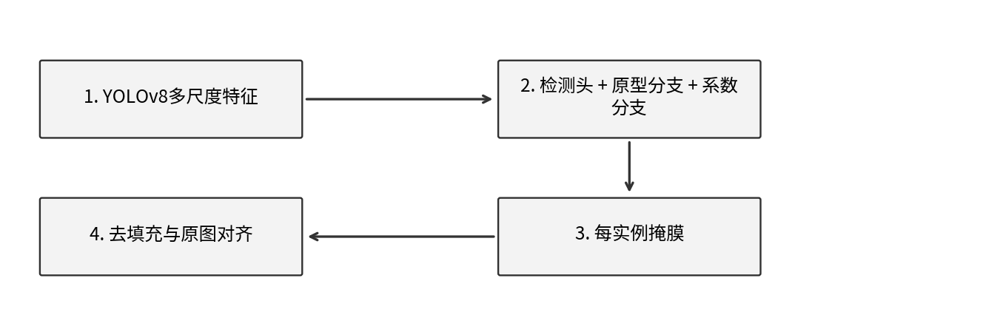 1. YOLOv8多尺度特征
2. 检测头 + 原型分支 + 系数
分支
3. 每实例掩膜
4. 去填充与原图对齐